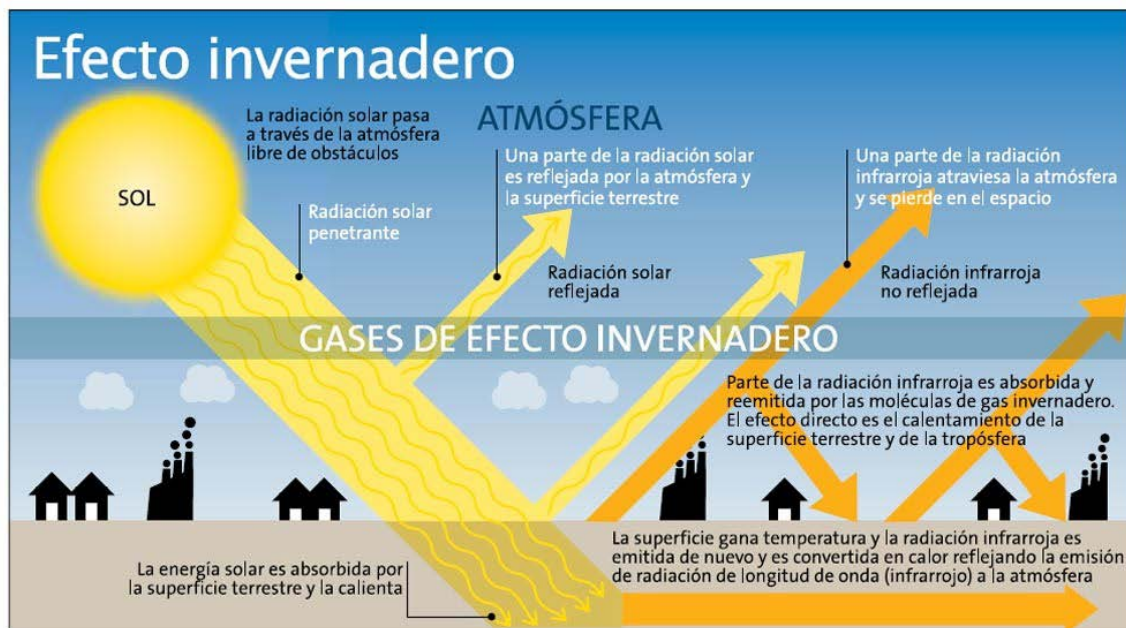 Efecto invernadero
SOL
La radiación solar pasa
a través de la atmósfera
libre de obstáculos
Radiación solar
penetrante
ATMÓSFERA
Una parte de la radiación solar
es reflejada por la atmósfera y
la superficie terrestre
Radiación solar
reflejada
Una parte de la radiación
infrarroja atraviesa la atmósfera
y se pierde en el espacio
Radiación infrarroja
no reflejada
GASES DE EFECTO INVERNADERO
Parte de la radiación infrarroja es absorbida y
reemitida por las moléculas de gas invernadero.
El efecto directo es el calentamiento de la
superficie terrestre y de la tropósfera
La energía solar es absorbida por
la superficie terrestre y la calienta
La superficie gana temperatura y la radiación infrarroja es
emitida de nuevo y es convertida en calor reflejando la emisión
de radiación de longitud de onda (infrarrojo) a la atmósfera